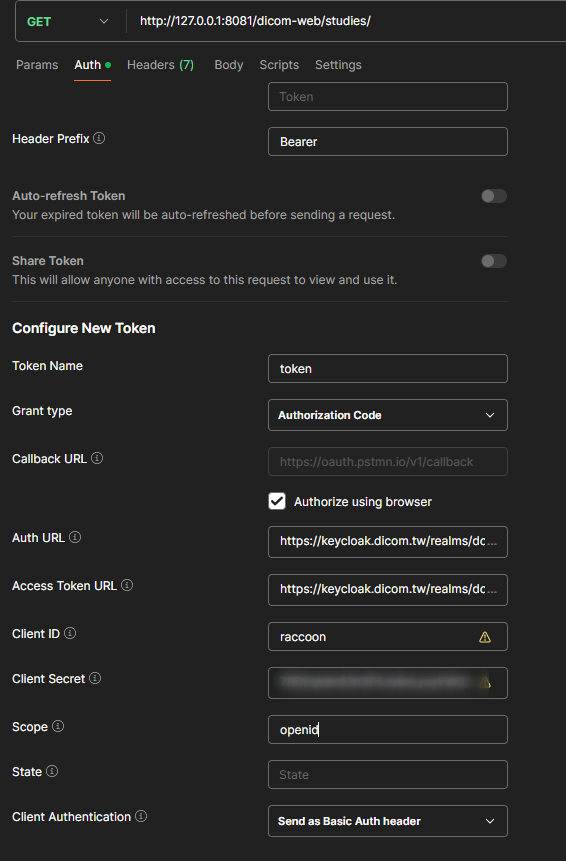 GET
http://127.0.0.1:8081/dicom-web/studies/
Params Auth Headers (7) Body Scripts Settings
Token
Header Prefix
Bearer
Auto-refresh Token
Your expired token will be auto-refreshed before sending a request.
Share Token
This will allow anyone with access to this request to view and use it.
Configure New Token
Token Name
token
Grant type
Authorization Code
Callback URL
https://oauth.pstmn.io/v1/callback
Authorize using browser
Auth URL
https://keycloak.dicom.tw/realms/dc...
Access Token URL
https://keycloak.dicom.tw/realms/dc...
Client ID
raccoon
Client Secret
Scope
openid
State
State
Client Authentication
Send as Basic Auth header